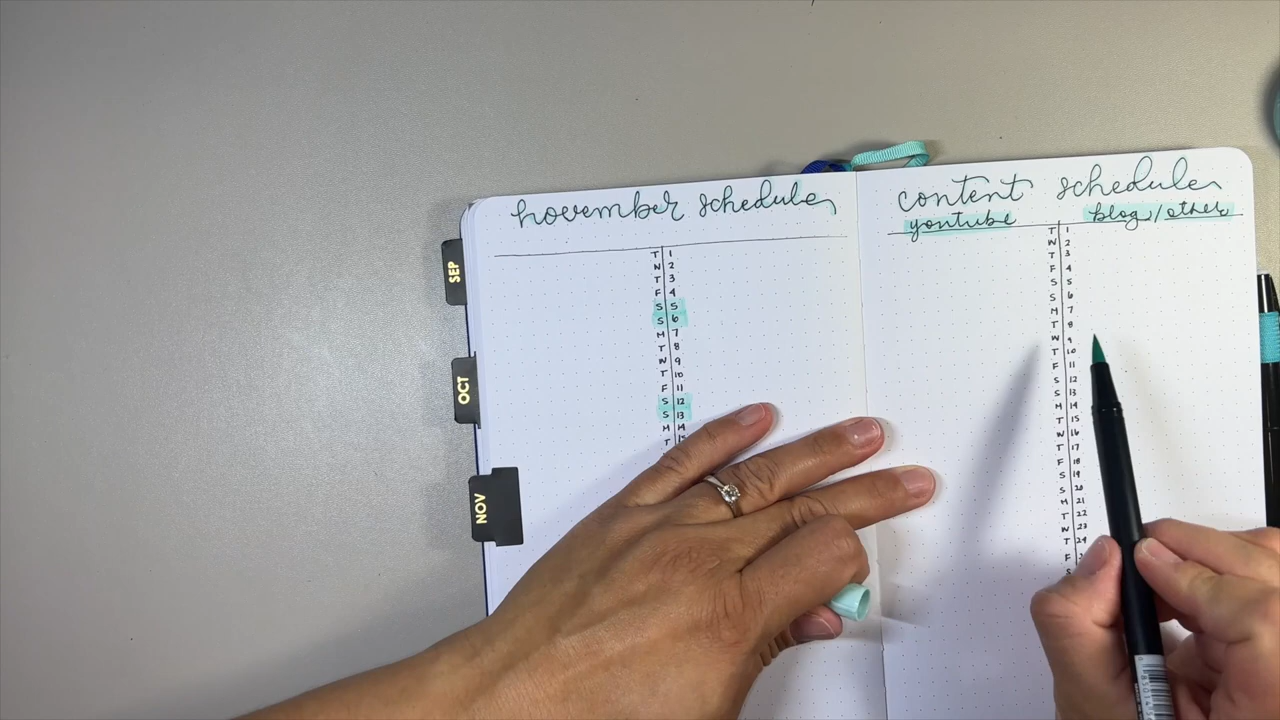 november schedule
T 1
W 2
T 3
F 4
S 5
S 6
M 7
T 8
W 9
T 10
F 11
S 12
S 13
M 14
T 15
SEP
OCT
NOV
content schedule
youtube blog/other
T 1
W 2
T 3
F 4
S 5
S 6
M 7
T 8
W 9
T 10
F 11
S 12
S 13
M 14
T 15
W 16
T 17
F 18
S 19
S 20
M 21
T 22
W 23
T 24
F
S